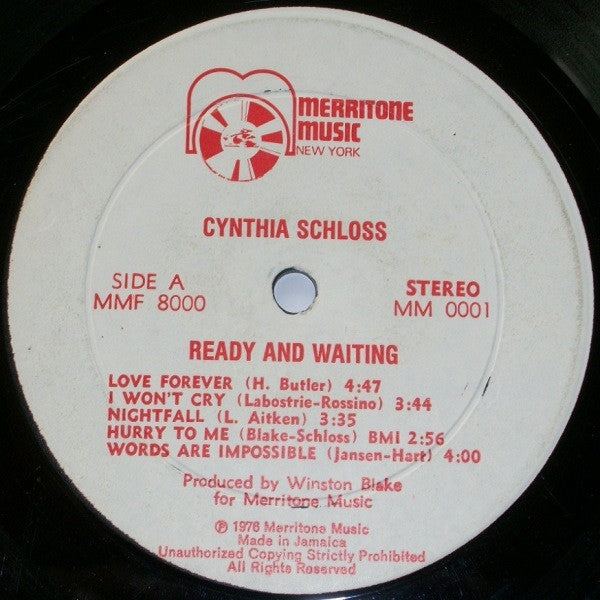 MERRITONE
MUSIC
NEW YORK
CYNTHIA SCHLOSS
SIDE A
MMF 8000
STEREO
MM 0001
READY AND WAITING
LOVE FOREVER (H. Butler) 4:47
I WON'T CRY (Labostrie-Rossino) 3:44
NIGHTFALL (L. Aitken) 3:35
HURRY TO ME (Blake-Schloss) BMI 2:56
WORDS ARE IMPOSSIBLE (Jansen-Hart) 4:00
Produced by Winston Blake
for Merritone Music
℗ 1976 Merritone Music
Made in Jamaica
Unauthorized Copying Strictly Prohibited
All Rights Reserved